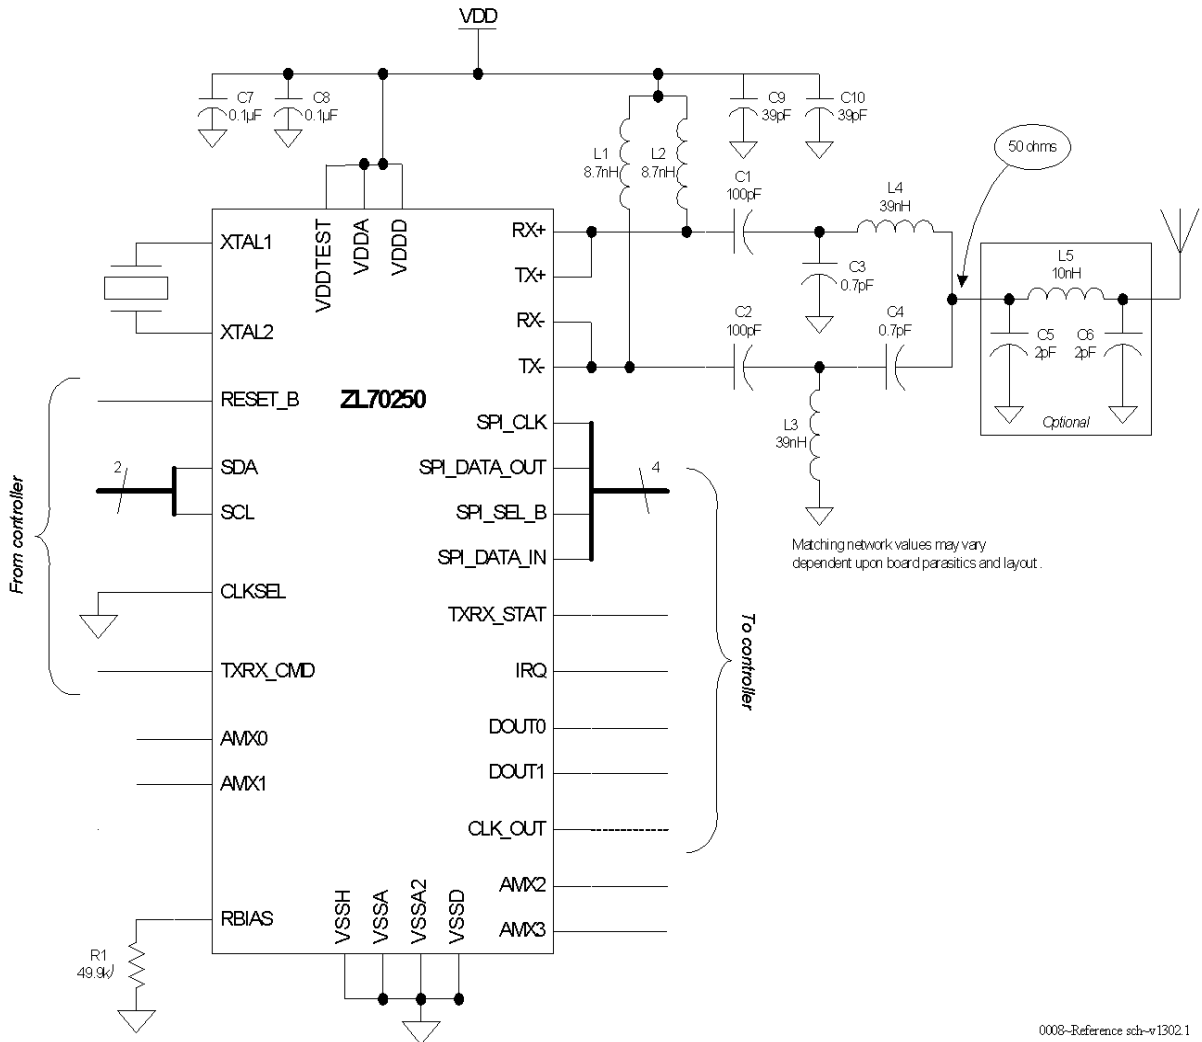 VDD
C7
0.1µF
C8
0.1µF
C9
39pF
C10
39pF
L1
8.7nH
L2
8.7nH
C1
100pF
L4
39nH
50 ohms
VDDTEST
VDDA
VDDD
XTAL1
XTAL2
RX+
TX+
RX-
TX-
C3
0.7pF
C2
100pF
C4
0.7pF
L5
10nH
C5
2pF
C6
2pF
Optional
L3
39nH
Matching network values may vary
dependent upon board parasitics and layout .
ZL70250
From controller
RESET_B
2
SDA
SCL
CLKSEL
TXRX_CMD
AMX0
AMX1
RBIAS
R1
49.9k/
SPI_CLK
SPI_DATA_OUT
SPI_SEL_B
SPI_DATA_IN
4
TXRX_STAT
IRQ
DOUT0
DOUT1
CLK_OUT
To controller
AMX2
AMX3
VSSH
VSSA
VSSA2
VSSD
0008~Reference sch~v1302.1